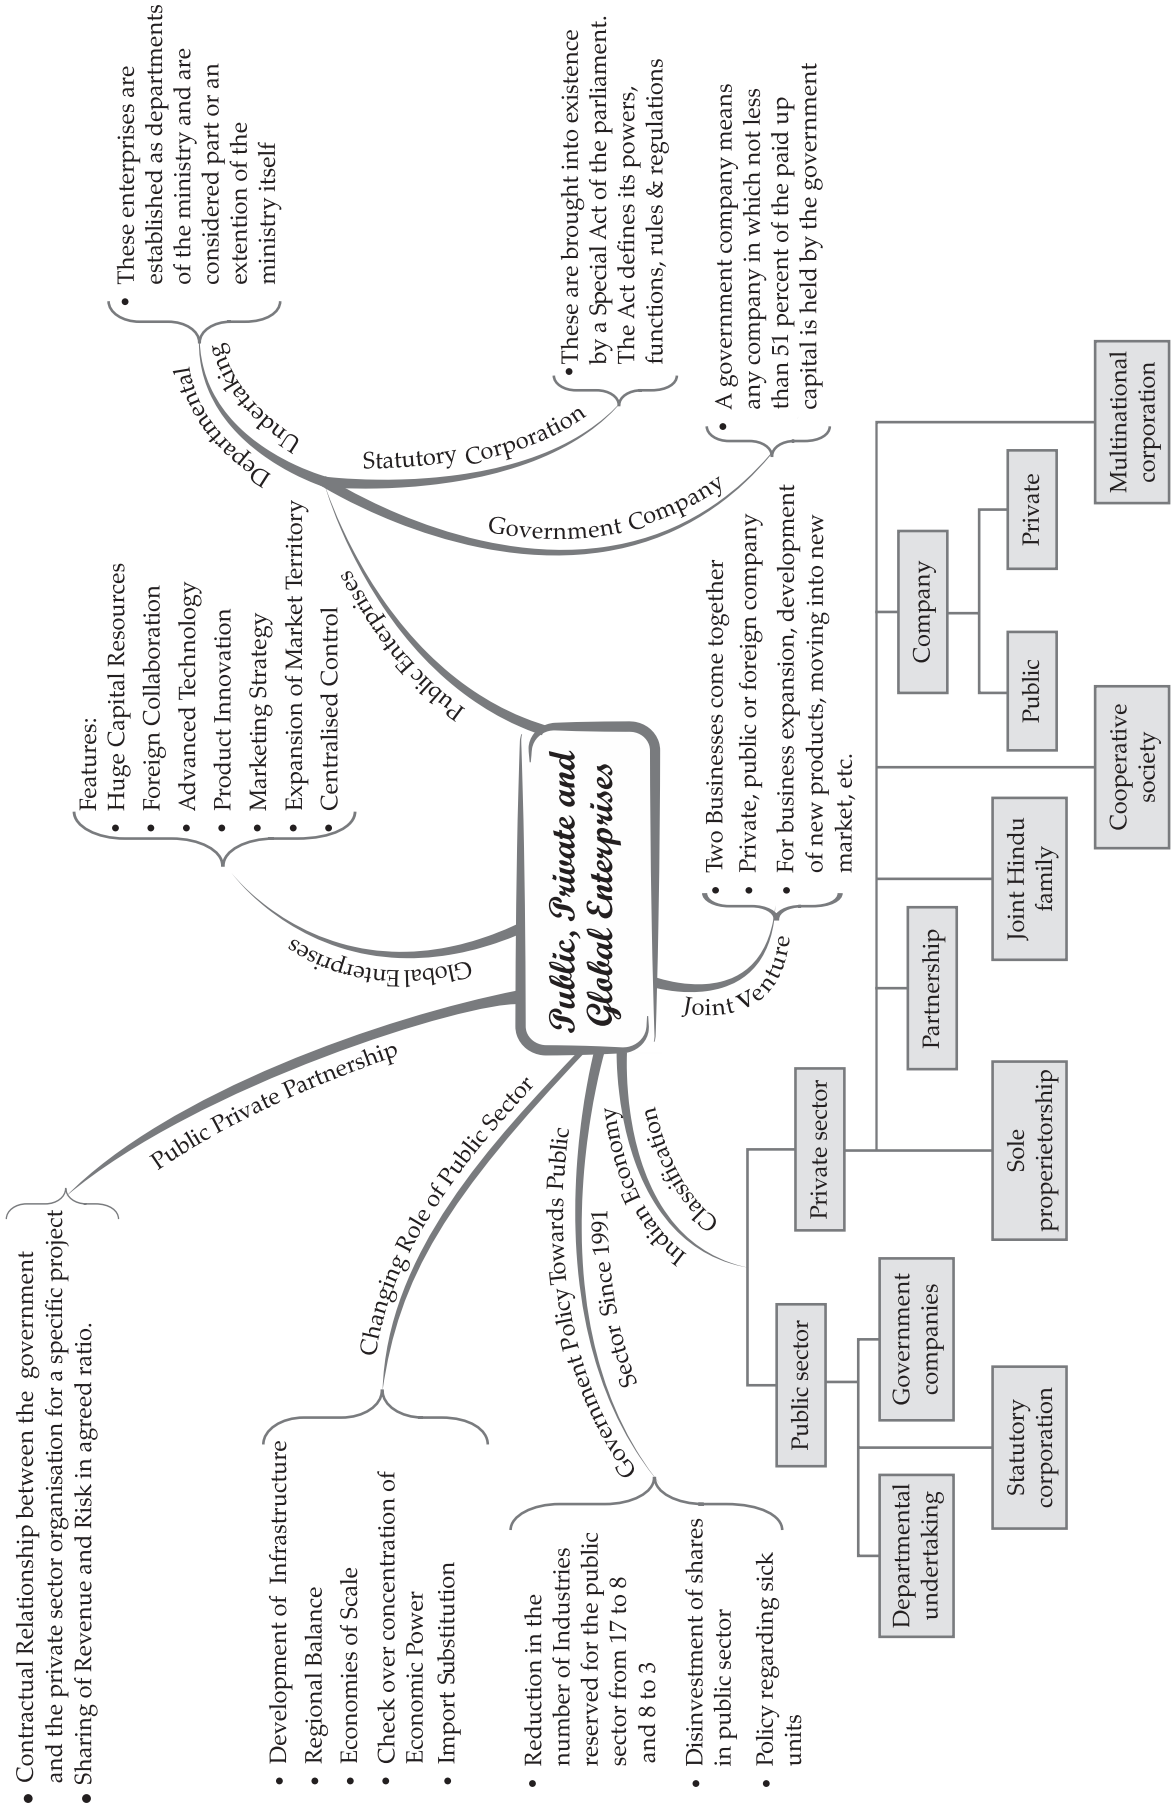 Public, Private and
Global Enterprises
Public Private Partnership
• Contractual Relationship between the government
and the private sector organisation for a specific project
• Sharing of Revenue and Risk in agreed ratio.
Global Enterprises
Features:
• Huge Capital Resources
• Foreign Collaboration
• Advanced Technology
• Product Innovation
• Marketing Strategy
• Expansion of Market Territory
• Centralised Control
Public Enterprises
Departmental
Undertaking
• These enterprises are
established as departments
of the ministry and are
considered part or an
extention of the
ministry itself
Statutory Corporation
• These are brought into existence
by a Special Act of the parliament.
The Act defines its powers,
functions, rules & regulations
Government Company
• A government company means
any company in which not less
than 51 percent of the paid up
capital is held by the government
Changing Role of Public Sector
• Development of Infrastructure
• Regional Balance
• Economies of Scale
• Check over concentration of
Economic Power
• Import Substitution
Government Policy Towards Public
Sector Since 1991
• Reduction in the
number of Industries
reserved for the public
sector from 17 to 8
and 8 to 3
• Disinvestment of shares
in public sector
• Policy regarding sick
units
Joint Venture
• Two Businesses come together
• Private, public or foreign company
• For business expansion, development
of new products, moving into new
market, etc.
Indian Economy
Classification
Public sector
Departmental
undertaking
Statutory
corporation
Government
companies
Private sector
Sole
properietorship
Partnership
Joint Hindu
family
Cooperative
society
Company
Public
Private
Multinational
corporation